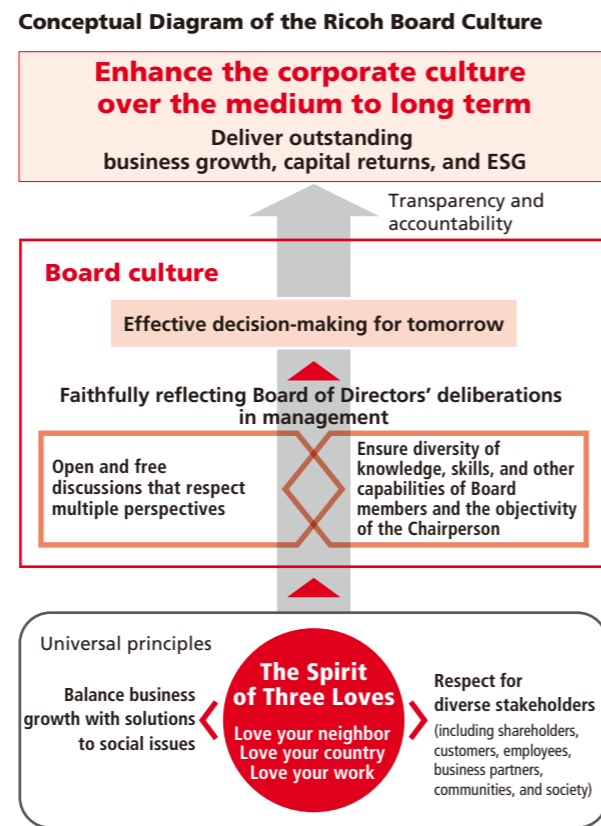 Conceptual Diagram of the Ricoh Board Culture
Enhance the corporate culture
over the medium to long term
Deliver outstanding
business growth, capital returns, and ESG
Transparency and
accountability
Board culture
Effective decision-making for tomorrow
Faithfully reflecting Board of Directors’ deliberations
in management
Open and free
discussions that respect
multiple perspectives
Ensure diversity of
knowledge, skills, and other
capabilities of Board
members and the objectivity
of the Chairperson
Universal principles
Balance business
growth with solutions
to social issues
The Spirit
of Three Loves
Love your neighbor
Love your country
Love your work
Respect for
diverse stakeholders
(including shareholders,
customers, employees,
business partners,
communities, and society)